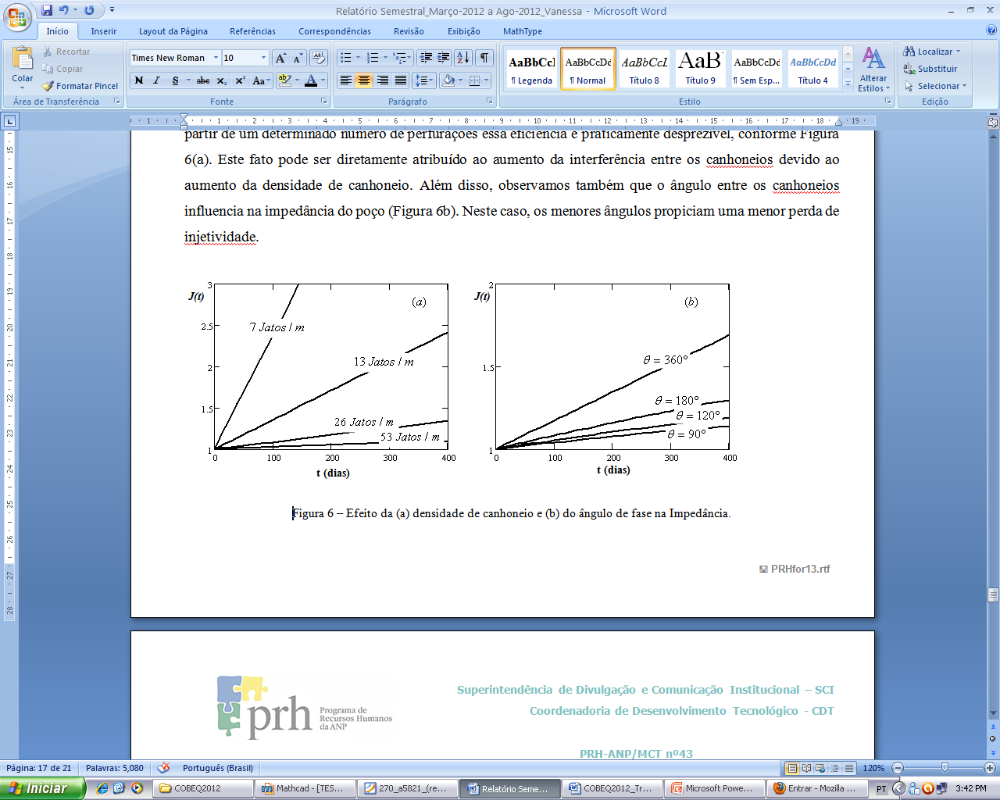 Relatório Semestral_Março-2012 a Ago-2012_Vanessa - Microsoft Word
Início Inserir Layout da Página Referências Correspondências Revisão Exibição MathType
Colar
Recortar
Copiar
Formatar Pincel
Área de Transferência
Times New Roman 10
N I S abc x₂ x² Aa
Fonte
Parágrafo
AaBbCcI AaBbCcDd AaBbCcL AaB AaBbCcDd AaBbCcDd
¶ Legenda ¶ Normal Título 8 Título 9 ¶ Sem Esp... Título 4
Alterar Estilos
Estilo
Localizar
Substituir
Selecionar
Edição
partir de um determinado número de perfurações essa eficiência é praticamente desprezível, conforme Figura
6(a). Este fato pode ser diretamente atribuído ao aumento da interferência entre os canhoneios devido ao
aumento da densidade de canhoneio. Além disso, observamos também que o ângulo entre os canhoneios
influencia na impedância do poço (Figura 6b). Neste caso, os menores ângulos propiciam uma menor perda de
injetividade.
J(t)
3
2.5
2
1.5
1
(a)
7 Jatos / m
13 Jatos / m
26 Jatos / m
53 Jatos / m
0 100 200 300 400
t (dias)
J(t)
2
1.5
1
(b)
θ = 360°
θ = 180°
θ = 120°
θ = 90°
0 100 200 300 400
t (dias)
Figura 6 – Efeito da (a) densidade de canhoneio e (b) do ângulo de fase na Impedância.
PRHfor13.rtf
prh Programa de
Recursos Humanos
da ANP
Superintendência de Divulgação e Comunicação Institucional – SCI
Coordenadoria de Desenvolvimento Tecnológico - CDT
PRH-ANP/MCT nº43
Página: 17 de 21 Palavras: 5,080 Português (Brasil) 120%
Iniciar COBEQ2012 Mathcad - [TES... 270_a5821_(re... Relatório Seme... COBEQ2012_Tr... Microsoft Powe... Entrar - Mozilla ... PT 3:42 PM